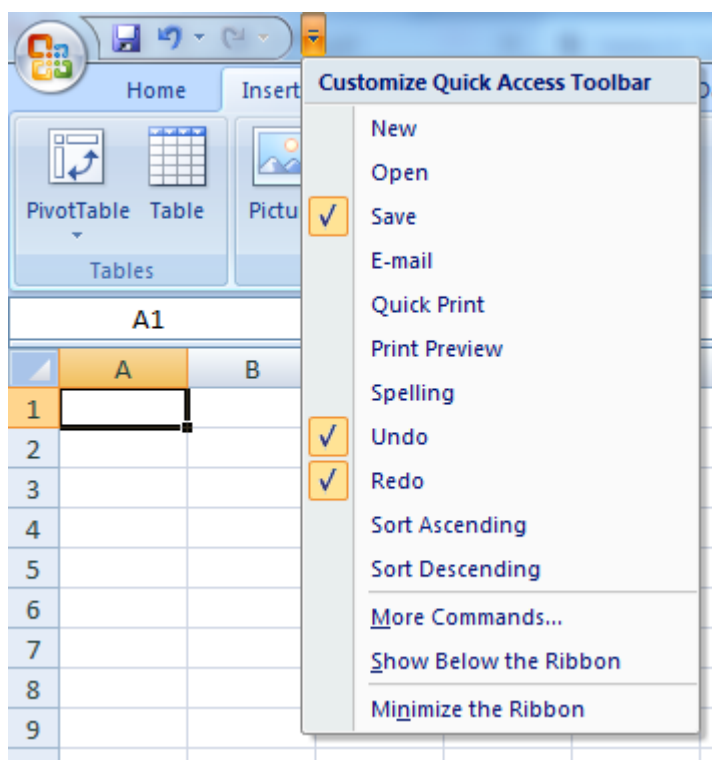 Customize Quick Access Toolbar
Home
Insert
New
Open
PivotTable Table
Pictu
Save
E-mail
Tables
Quick Print
A1
Print Preview
A B
Spelling
1
Undo
2
Redo
3
Sort Ascending
4
Sort Descending
5
More Commands...
6
Show Below the Ribbon
7
Minimize the Ribbon
8
9